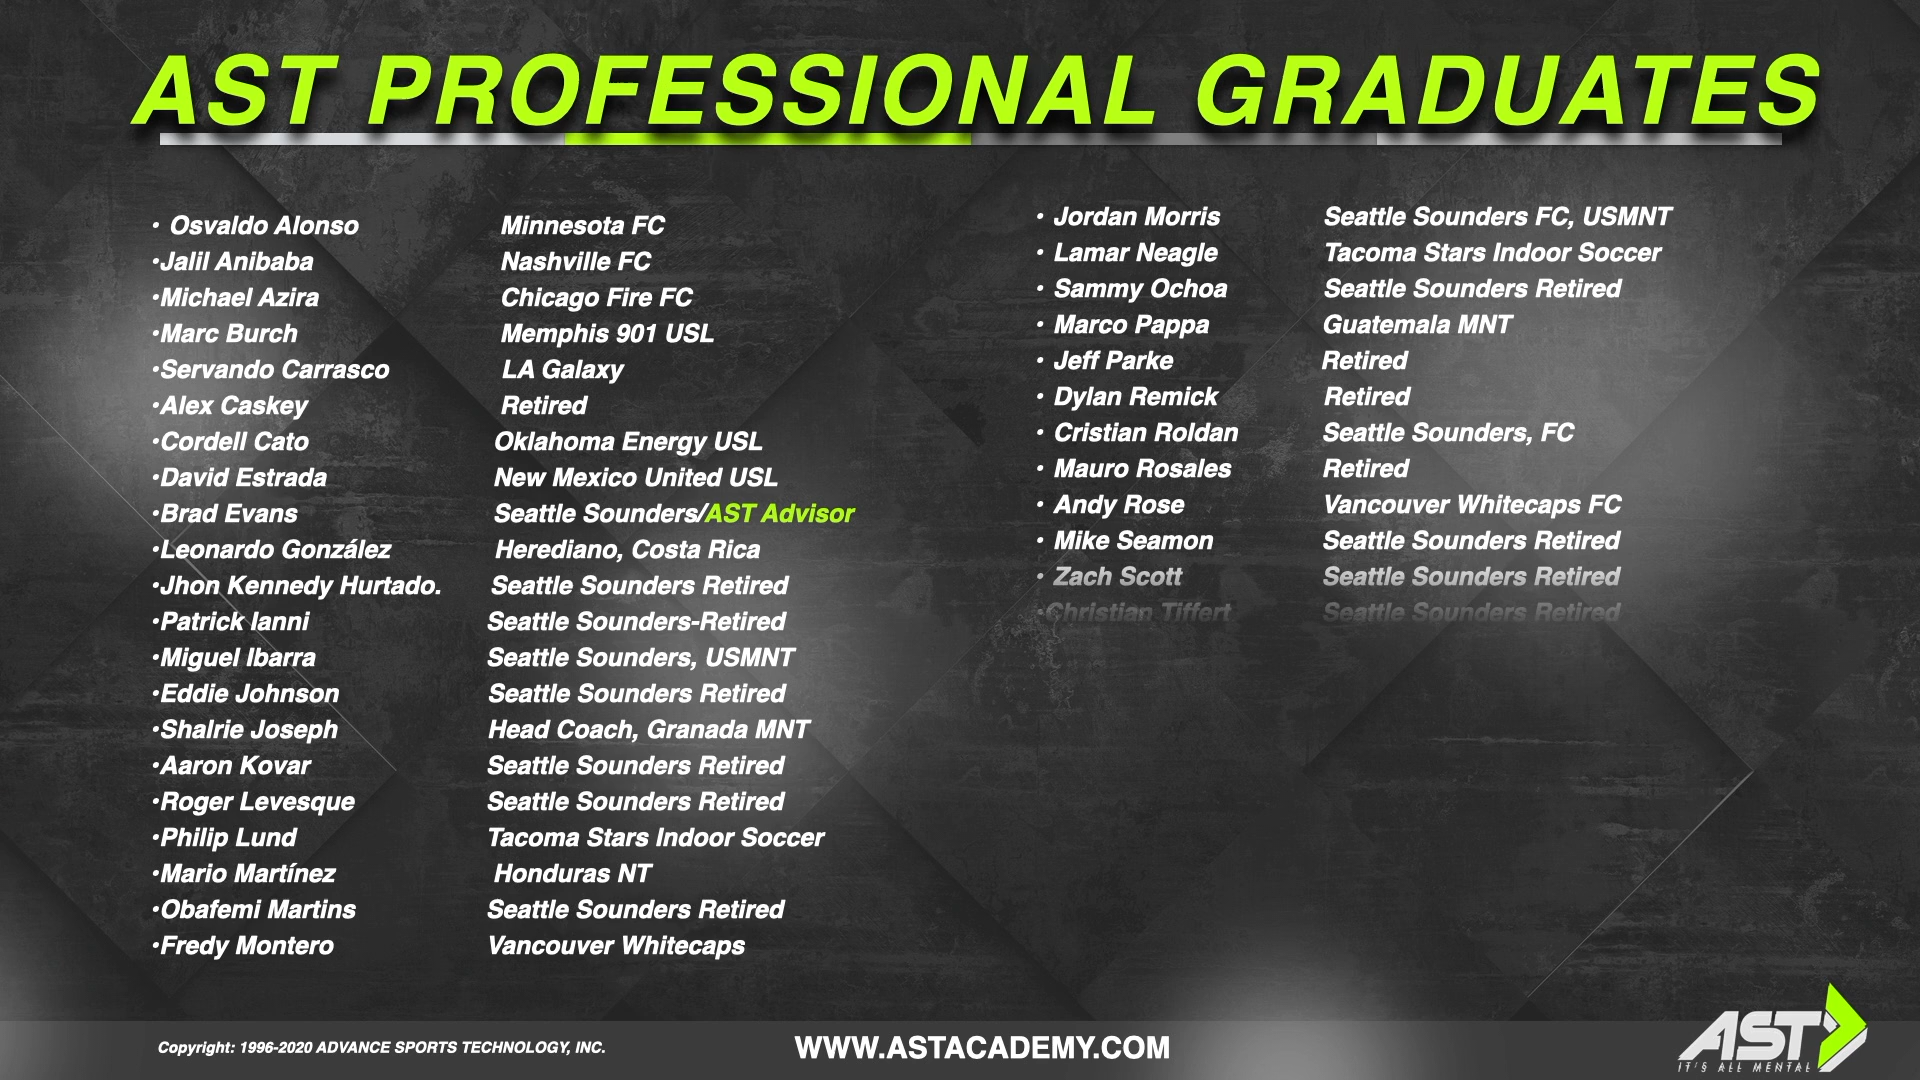 AST PROFESSIONAL GRADUATES
• Osvaldo Alonso Minnesota FC
•Jalil Anibaba Nashville FC
•Michael Azira Chicago Fire FC
•Marc Burch Memphis 901 USL
•Servando Carrasco LA Galaxy
•Alex Caskey Retired
•Cordell Cato Oklahoma Energy USL
•David Estrada New Mexico United USL
•Brad Evans Seattle Sounders/AST Advisor
•Leonardo González Herediano, Costa Rica
•Jhon Kennedy Hurtado. Seattle Sounders Retired
•Patrick Ianni Seattle Sounders-Retired
•Miguel Ibarra Seattle Sounders, USMNT
•Eddie Johnson Seattle Sounders Retired
•Shalrie Joseph Head Coach, Granada MNT
•Aaron Kovar Seattle Sounders Retired
•Roger Levesque Seattle Sounders Retired
•Philip Lund Tacoma Stars Indoor Soccer
•Mario Martínez Honduras NT
•Obafemi Martins Seattle Sounders Retired
•Fredy Montero Vancouver Whitecaps
• Jordan Morris Seattle Sounders FC, USMNT
• Lamar Neagle Tacoma Stars Indoor Soccer
• Sammy Ochoa Seattle Sounders Retired
• Marco Pappa Guatemala MNT
• Jeff Parke Retired
• Dylan Remick Retired
• Cristian Roldan Seattle Sounders, FC
• Mauro Rosales Retired
• Andy Rose Vancouver Whitecaps FC
• Mike Seamon Seattle Sounders Retired
• Zach Scott Seattle Sounders Retired
•Christian Tiffert Seattle Sounders Retired
Copyright: 1996-2020 ADVANCE SPORTS TECHNOLOGY, INC.
WWW.ASTACADEMY.COM
AST
IT'S ALL MENTAL